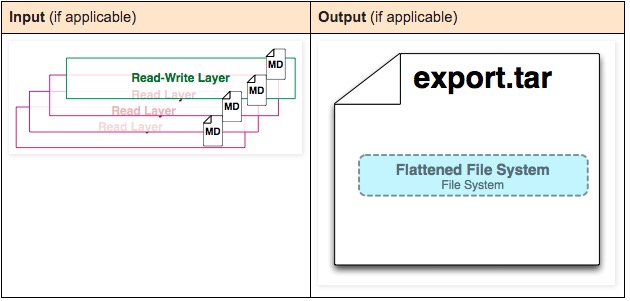 Input (if applicable)
Output (if applicable)
MD
Read-Write Layer
MD
Read Layer
MD
Read Layer
MD
Read Layer
export.tar
Flattened File System
File System